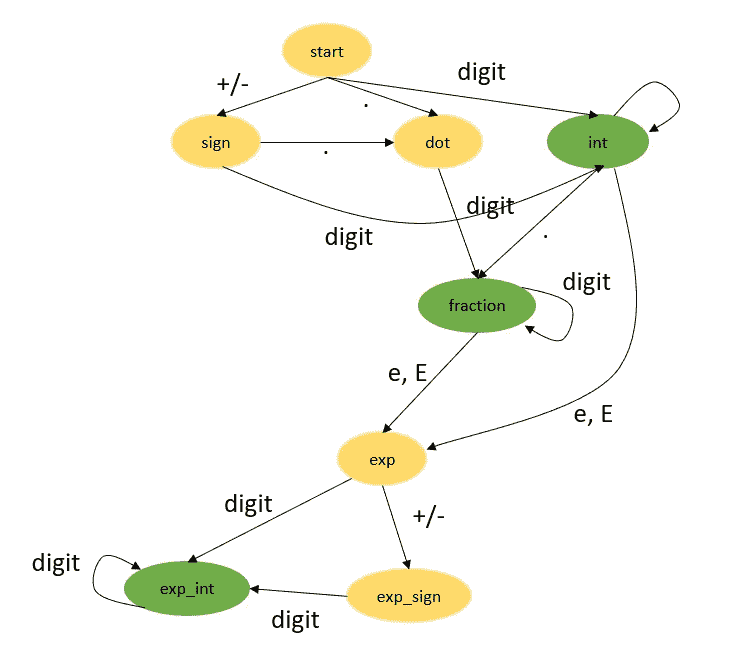 start
digit
+/-
.
sign
.
dot
int
digit
digit
.
digit
fraction
e, E
e, E
exp
digit
+/-
digit
exp_int
exp_sign
digit